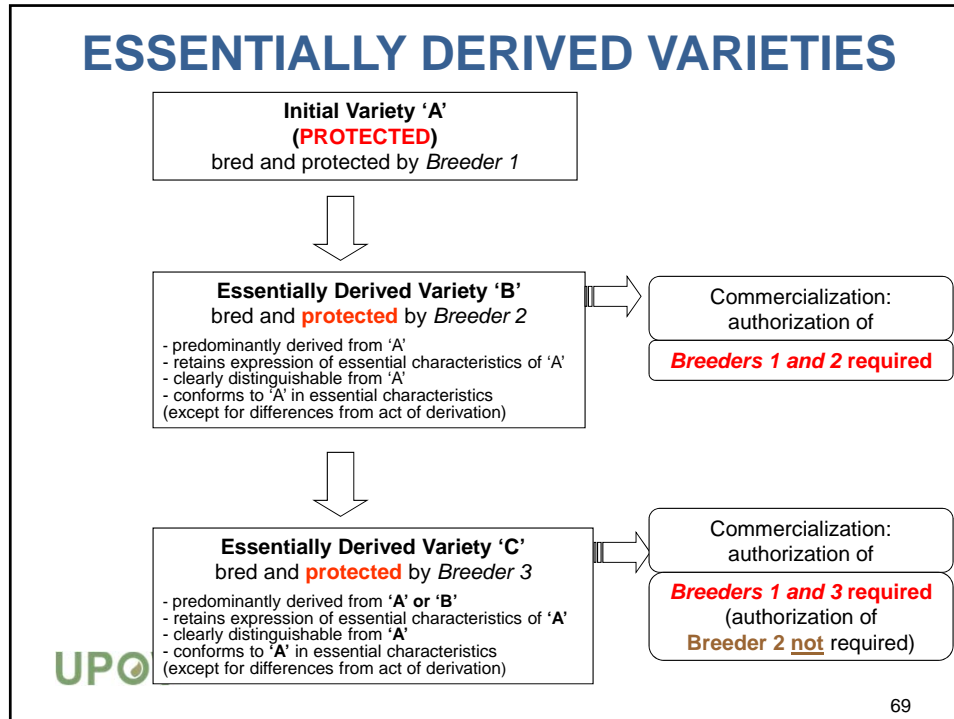 ESSENTIALLY DERIVED VARIETIES
Initial Variety ‘A’
(PROTECTED)
bred and protected by Breeder 1
Essentially Derived Variety ‘B’
bred and protected by Breeder 2
- predominantly derived from ‘A’
- retains expression of essential characteristics of ‘A’
- clearly distinguishable from ‘A’
- conforms to ‘A’ in essential characteristics
(except for differences from act of derivation)
Commercialization:
authorization of
Breeders 1 and 2 required
Essentially Derived Variety ‘C’
bred and protected by Breeder 3
- predominantly derived from ‘A’ or ‘B’
- retains expression of essential characteristics of ‘A’
- clearly distinguishable from ‘A’
- conforms to ‘A’ in essential characteristics
(except for differences from act of derivation)
Commercialization:
authorization of
Breeders 1 and 3 required
(authorization of
Breeder 2 not required)
UPO
69